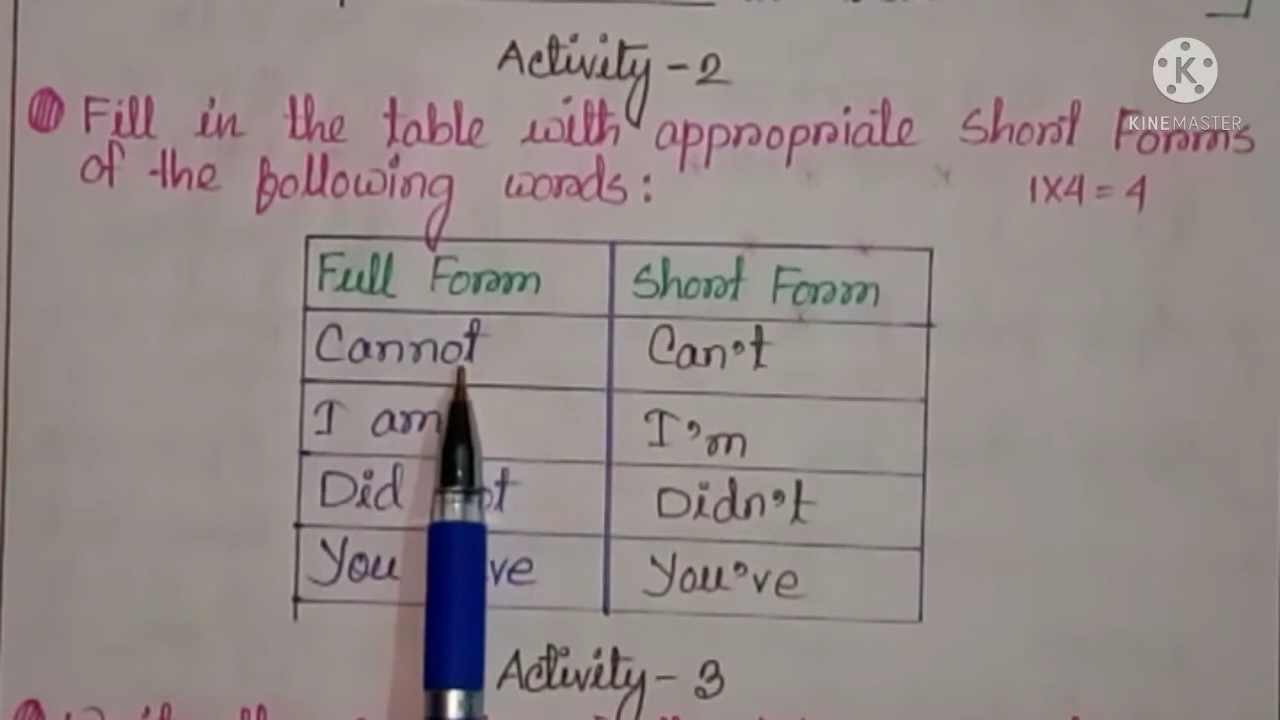 Activity - 2
Fill in the table with appropriate Short Forms
of the following words:
1x4 = 4
Full Form Short Form
Cannot Can't
I am I'm
Did Didn't
You You've
Activity - 3
K
KINEMASTER